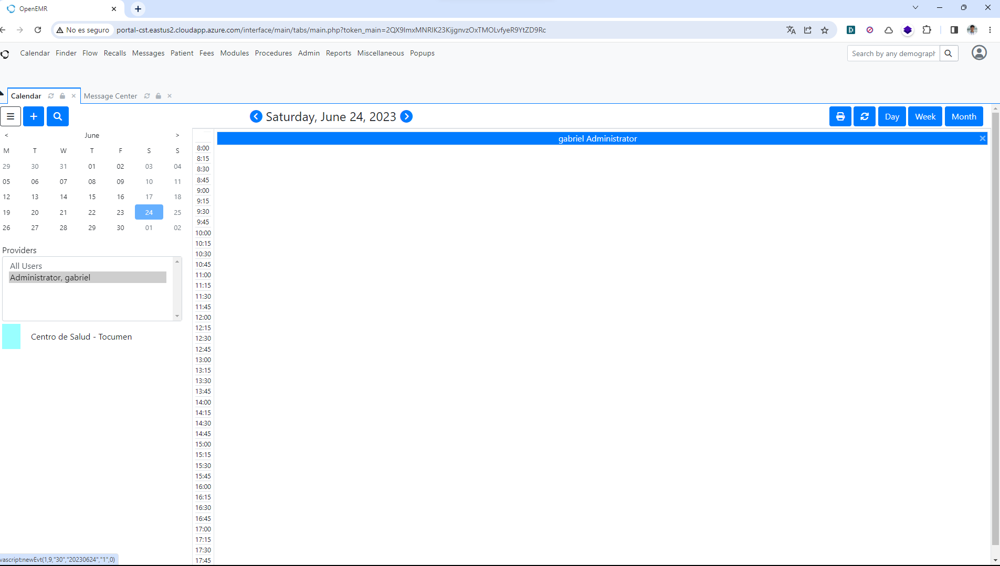 OpenEMR
No es seguro portal-cst.eastus2.cloudapp.azure.com/interface/main/tabs/main.php?token_main=2QX9lmxMNRIK23KijgnvzOxTMOLvfyeR9YtZD9Rc
Calendar Finder Flow Recalls Messages Patient Fees Modules Procedures Admin Reports Miscellaneous Popups
Search by any demograph
Calendar Message Center
Saturday, June 24, 2023
Day Week Month
< June >
M T W T F S S
29 30 31 01 02 03 04
05 06 07 08 09 10 11
12 13 14 15 16 17 18
19 20 21 22 23 24 25
26 27 28 29 30 01 02
Providers
All Users
Administrator, gabriel
Centro de Salud - Tocumen
gabriel Administrator
8:00
8:15
8:30
8:45
9:00
9:15
9:30
9:45
10:00
10:15
10:30
10:45
11:00
11:15
11:30
11:45
12:00
12:15
12:30
12:45
13:00
13:15
13:30
13:45
14:00
14:15
14:30
14:45
15:00
15:15
15:30
15:45
16:00
16:15
16:30
16:45
17:00
17:15
17:30
17:45
vascript:newEvt(1,9,"30","20230624","1",0)